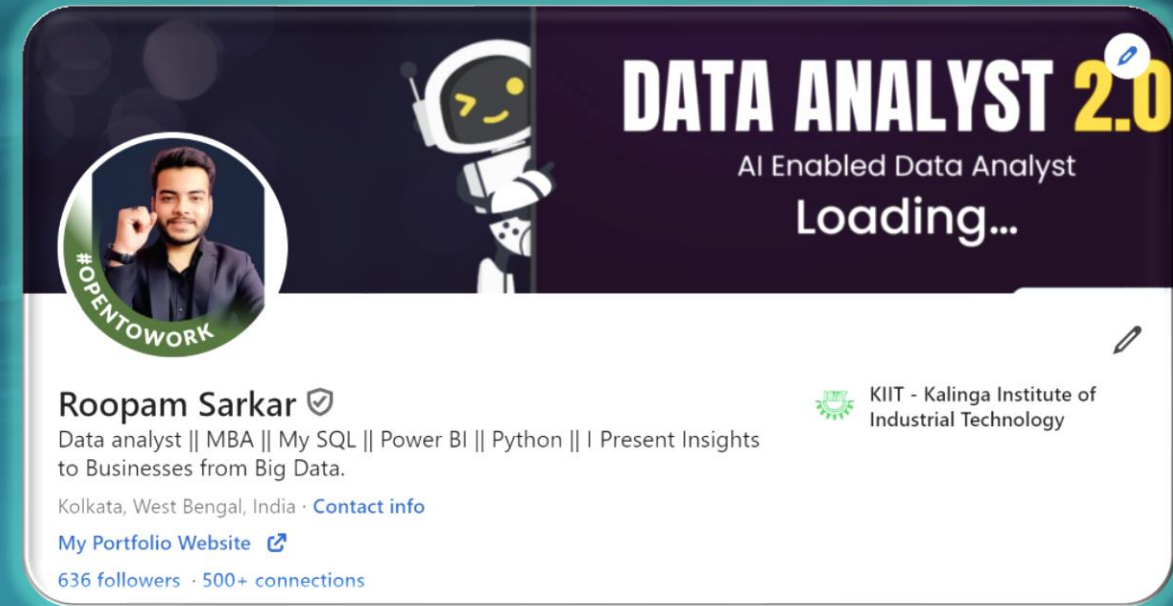 DATA ANALYST 2.0
AI Enabled Data Analyst
Loading...
#OPENTOWORK
Roopam Sarkar
KIIT - Kalinga Institute of
Industrial Technology
Data analyst || MBA || My SQL || Power BI || Python || I Present Insights
to Businesses from Big Data.
Kolkata, West Bengal, India · Contact info
My Portfolio Website
636 followers · 500+ connections